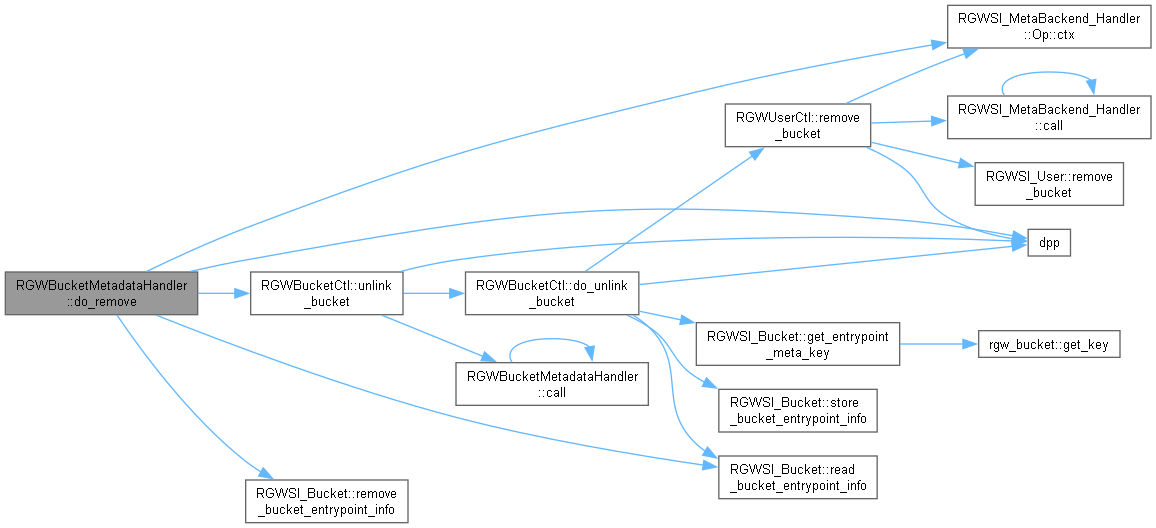 RGWBucketMetadataHandler
::do_remove
RGWBucketCtl::unlink
_bucket
RGWSI_Bucket::remove
_bucket_entrypoint_info
RGWBucketCtl::do_unlink
_bucket
RGWBucketMetadataHandler
::call
RGWUserCtl::remove
_bucket
RGWSI_Bucket::get_entrypoint
_meta_key
RGWSI_Bucket::store
_bucket_entrypoint_info
RGWSI_Bucket::read
_bucket_entrypoint_info
RGWSI_MetaBackend_Handler
::Op::ctx
RGWSI_MetaBackend_Handler
::call
RGWSI_User::remove
_bucket
dpp
rgw_bucket::get_key